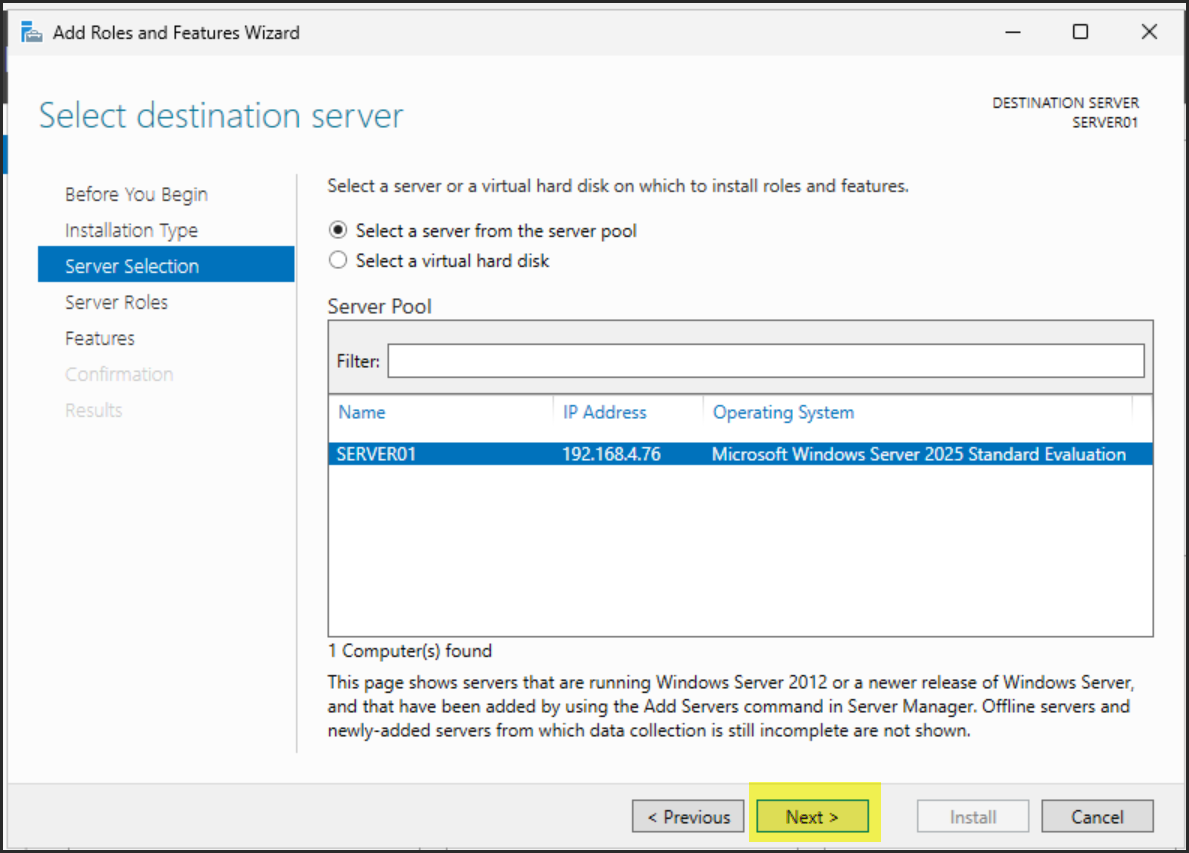 Add Roles and Features Wizard
Select destination server
DESTINATION SERVER
SERVER01
Before You Begin
Installation Type
Server Selection
Server Roles
Features
Confirmation
Results
Select a server or a virtual hard disk on which to install roles and features.
Select a server from the server pool
Select a virtual hard disk
Server Pool
Filter:
Name IP Address Operating System
SERVER01 192.168.4.76 Microsoft Windows Server 2025 Standard Evaluation
1 Computer(s) found
This page shows servers that are running Windows Server 2012 or a newer release of Windows Server,
and that have been added by using the Add Servers command in Server Manager. Offline servers and
newly-added servers from which data collection is still incomplete are not shown.
< Previous Next > Install Cancel